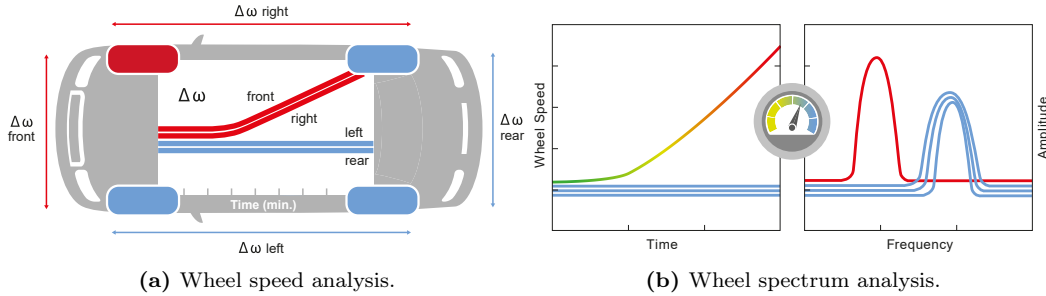 Δω right
Δω
front
Δω
front
right
left
rear
Time (min.)
Δω
rear
Δω left
(a) Wheel speed analysis.
Wheel Speed
Time
Amplitude
Frequency
(b) Wheel spectrum analysis.